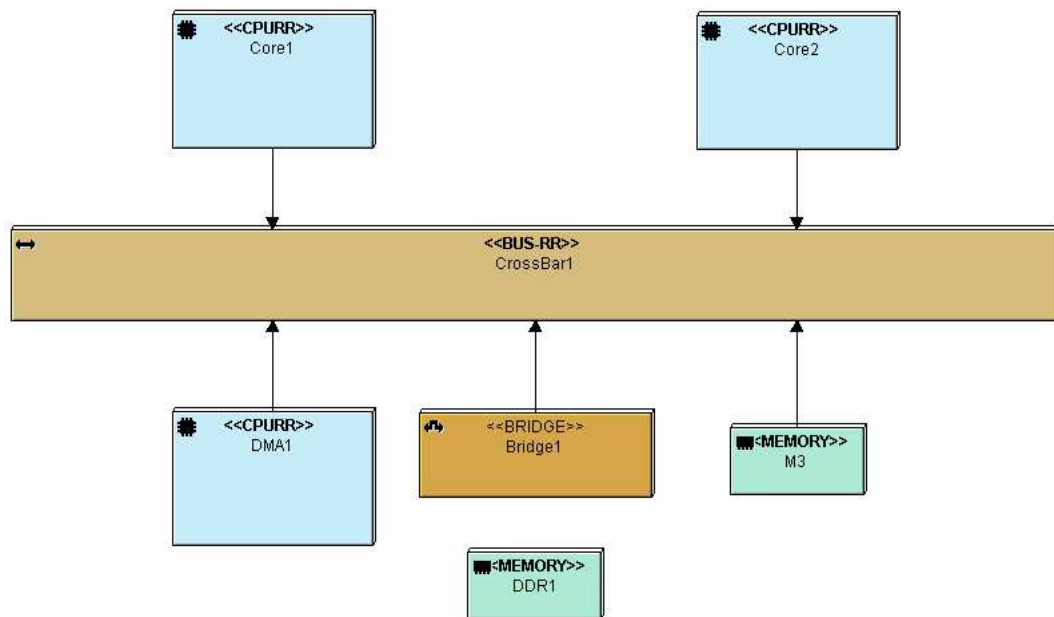 <<CPURR>>
Core1
<<CPURR>>
Core2
<<BUS-RR>>
CrossBar1
<<CPURR>>
DMA1
<<BRIDGE>>
Bridge1
<MEMORY>>
M3
<MEMORY>>
DDR1